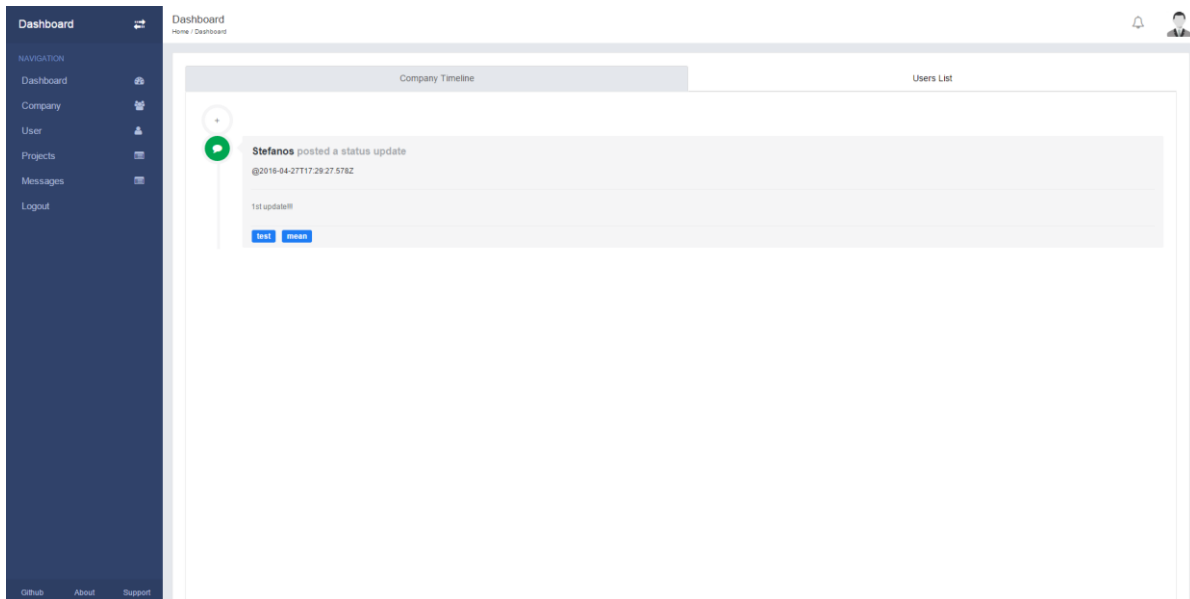 Dashboard
NAVIGATION
Dashboard
Company
User
Projects
Messages
Logout
Github About Support
Dashboard
Home / Dashboard
Company Timeline Users List
+
Stefanos posted a status update
@2016-04-27T17:29:27.578Z
1st update!!!
test mean